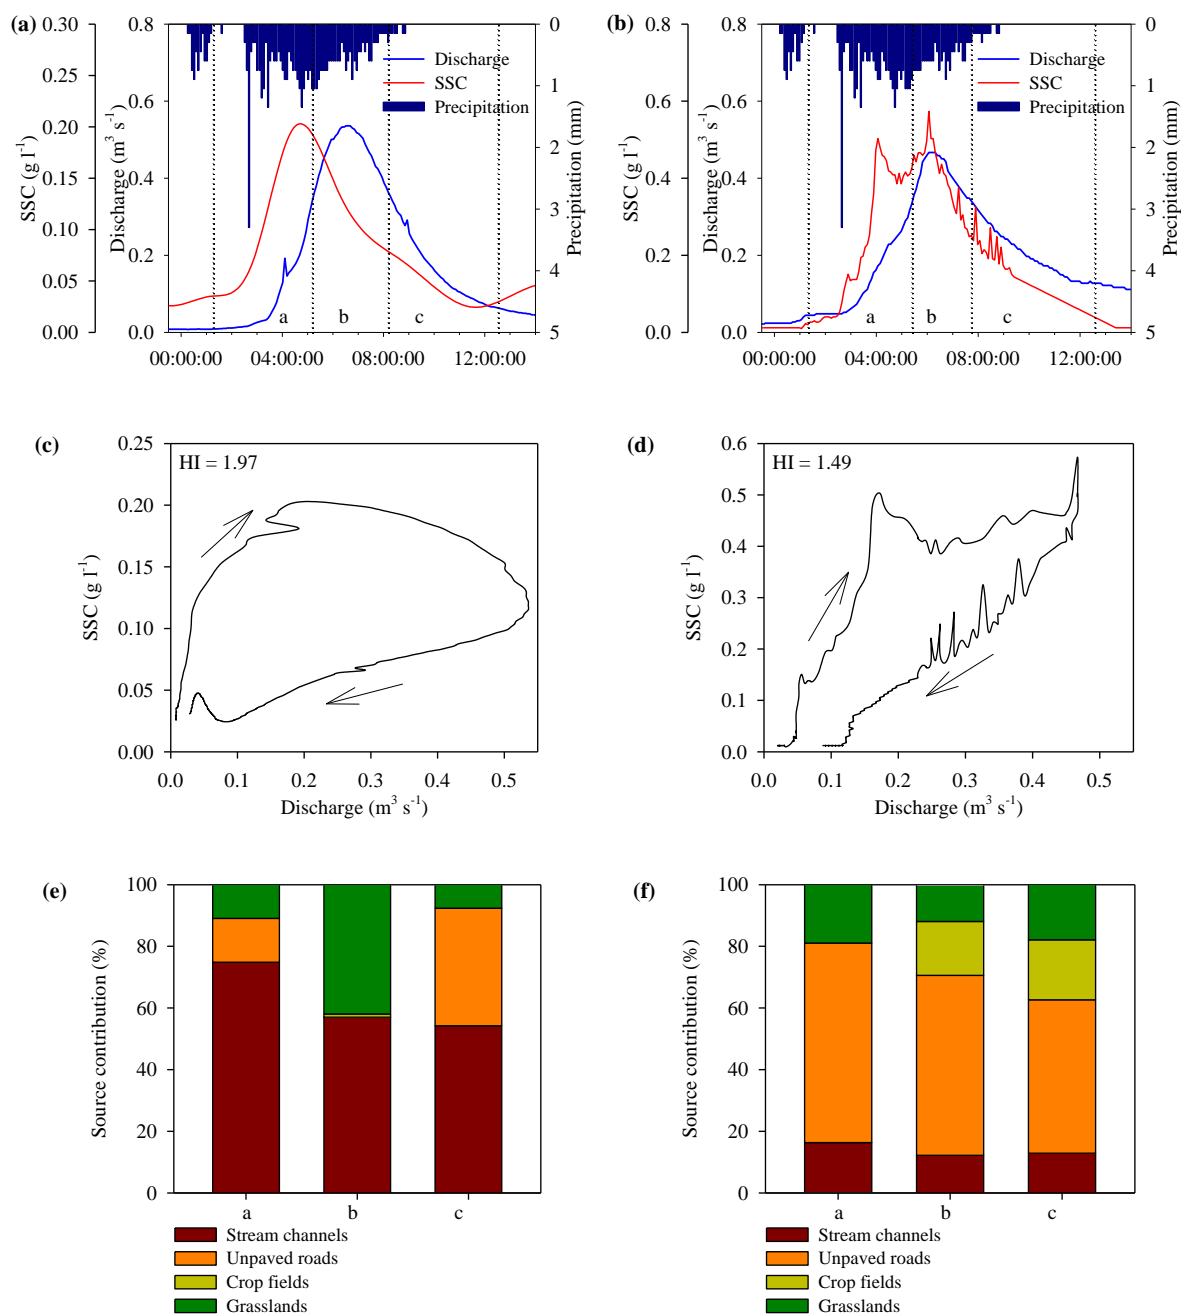 (a)
0.30
0.25
0.20
0.15
0.10
0.05
0.00
SSC (g l⁻¹)
0.8
0.6
0.4
0.2
0.0
Discharge (m³ s⁻¹)
Discharge
SSC
Precipitation
0
1
2
3
4
5
Precipitation (mm)
a
b
c
00:00:00
04:00:00
08:00:00
12:00:00
(b)
0.8
0.6
0.4
0.2
0.0
SSC (g l⁻¹)
0.8
0.6
0.4
0.2
0.0
Discharge (m³ s⁻¹)
Discharge
SSC
Precipitation
0
1
2
3
4
5
Precipitation (mm)
a
b
c
00:00:00
04:00:00
08:00:00
12:00:00
(c)
HI = 1.97
0.25
0.20
0.15
0.10
0.05
0.00
SSC (g l⁻¹)
0.0
0.1
0.2
0.3
0.4
0.5
Discharge (m³ s⁻¹)
(d)
HI = 1.49
0.6
0.5
0.4
0.3
0.2
0.1
0.0
SSC (g l⁻¹)
0.0
0.1
0.2
0.3
0.4
0.5
Discharge (m³ s⁻¹)
(e)
100
80
60
40
20
0
Source contribution (%)
a
b
c
Stream channels
Unpaved roads
Crop fields
Grasslands
(f)
100
80
60
40
20
0
Source contribution (%)
a
b
c
Stream channels
Unpaved roads
Crop fields
Grasslands